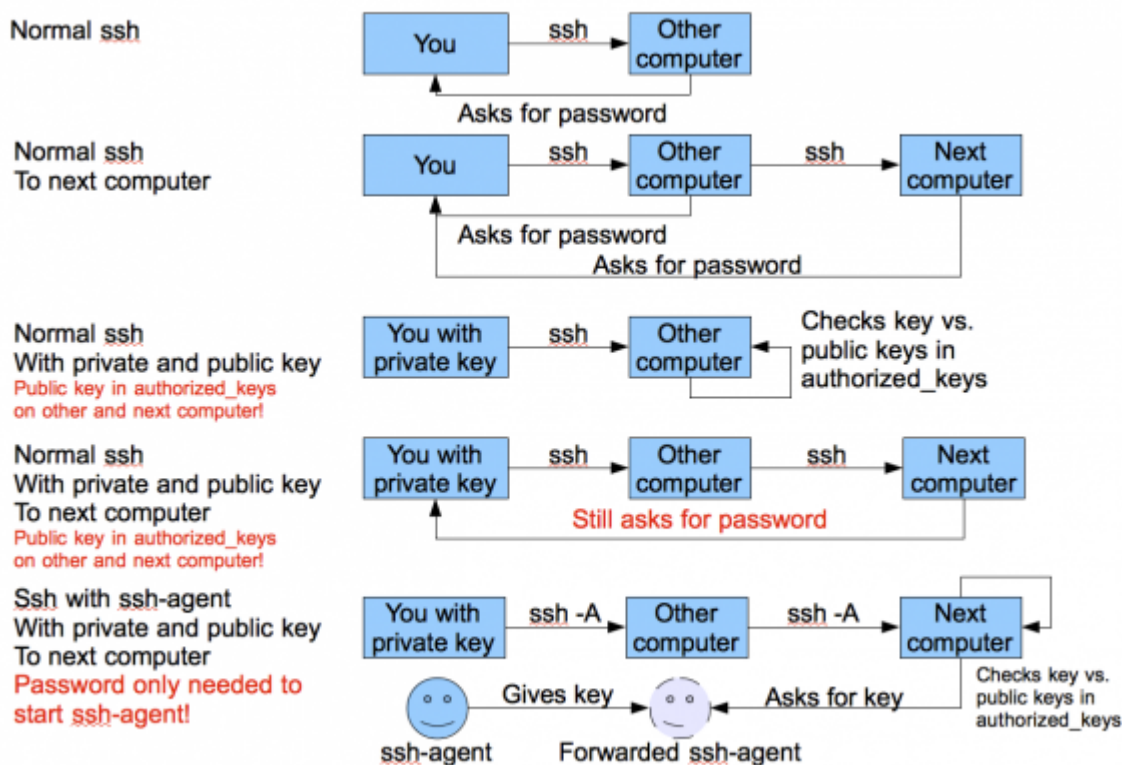 Normal ssh
You
ssh
Other
computer
Asks for password
Normal ssh
To next computer
You
ssh
Other
computer
ssh
Next
computer
Asks for password
Asks for password
Normal ssh
With private and public key
Public key in authorized_keys
on other and next computer!
You with
private key
ssh
Other
computer
Checks key vs.
public keys in
authorized_keys
Normal ssh
With private and public key
To next computer
Public key in authorized_keys
on other and next computer!
You with
private key
ssh
Other
computer
ssh
Next
computer
Still asks for password
Ssh with ssh-agent
With private and public key
To next computer
Password only needed to
start ssh-agent!
You with
private key
ssh -A
Other
computer
ssh -A
Next
computer
Gives key
Asks for key
Checks key vs.
public keys in
authorized_keys
ssh-agent
Forwarded ssh-agent